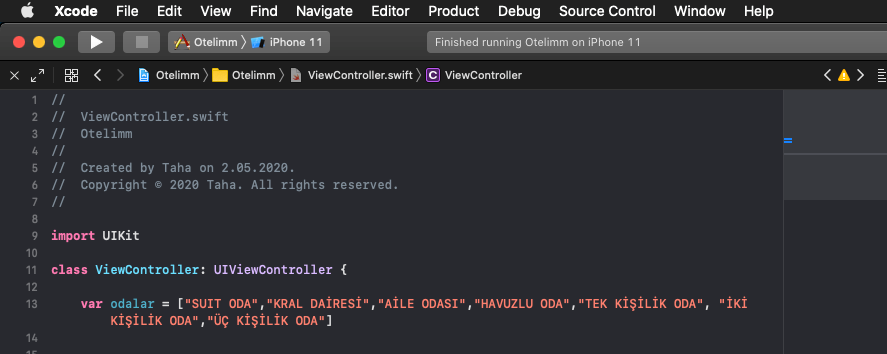 Xcode File Edit View Find Navigate Editor Product Debug Source Control Window Help
Otelimm iPhone 11 Finished running Otelimm on iPhone 11
Otelimm Otelimm ViewController.swift C ViewController
1 //
2 //  ViewController.swift
3 //  Otelimm
4 //
5 //  Created by Taha on 2.05.2020.
6 //  Copyright © 2020 Taha. All rights reserved.
7 //
8
9 import UIKit
10
11 class ViewController: UIViewController {
12
13 var odalar = ["SUIT ODA","KRAL DAİRESİ","AİLE ODASI","HAVUZLU ODA","TEK KİŞİLİK ODA", "İKİ
KİŞİLİK ODA","ÜÇ KİŞİLİK ODA"]
14